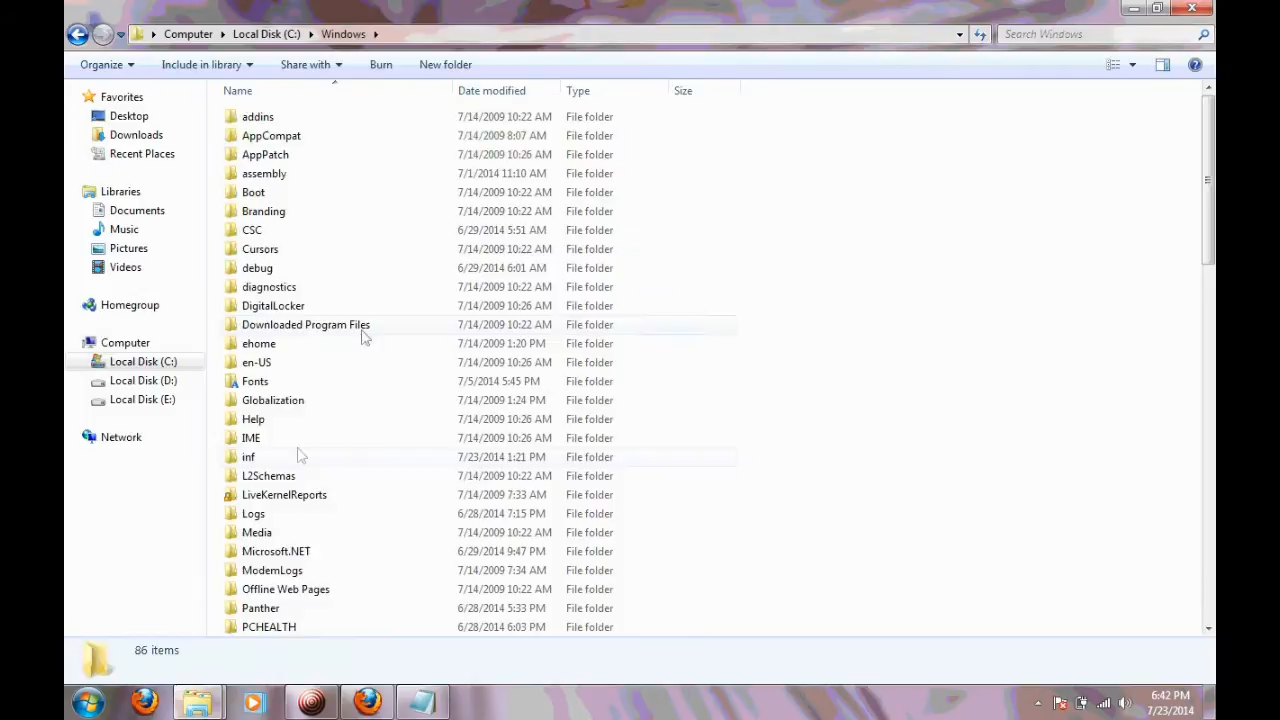 Computer Local Disk (C:) Windows
Search Windows
Organize Include in library Share with Burn New folder
Name Date modified Type Size
Favorites
Desktop
Downloads
Recent Places
Libraries
Documents
Music
Pictures
Videos
Homegroup
Computer
Local Disk (C:)
Local Disk (D:)
Local Disk (E:)
Network
addins 7/14/2009 10:22 AM File folder
AppCompat 7/14/2009 8:07 AM File folder
AppPatch 7/14/2009 10:26 AM File folder
assembly 7/1/2014 11:10 AM File folder
Boot 7/14/2009 10:22 AM File folder
Branding 7/14/2009 10:22 AM File folder
CSC 6/29/2014 5:51 AM File folder
Cursors 7/14/2009 10:22 AM File folder
debug 6/29/2014 6:01 AM File folder
diagnostics 7/14/2009 10:22 AM File folder
DigitalLocker 7/14/2009 10:26 AM File folder
Downloaded Program Files 7/14/2009 10:22 AM File folder
ehome 7/14/2009 1:20 PM File folder
en-US 7/14/2009 10:26 AM File folder
Fonts 7/5/2014 5:45 PM File folder
Globalization 7/14/2009 1:24 PM File folder
Help 7/14/2009 10:26 AM File folder
IME 7/14/2009 10:26 AM File folder
inf 7/23/2014 1:21 PM File folder
L2Schemas 7/14/2009 10:22 AM File folder
LiveKernelReports 7/14/2009 7:33 AM File folder
Logs 6/28/2014 7:15 PM File folder
Media 7/14/2009 10:22 AM File folder
Microsoft.NET 6/29/2014 9:47 PM File folder
ModemLogs 7/14/2009 7:34 AM File folder
Offline Web Pages 7/14/2009 10:22 AM File folder
Panther 6/28/2014 5:33 PM File folder
PCHEALTH 6/28/2014 6:03 PM File folder
86 items
6:42 PM
7/23/2014